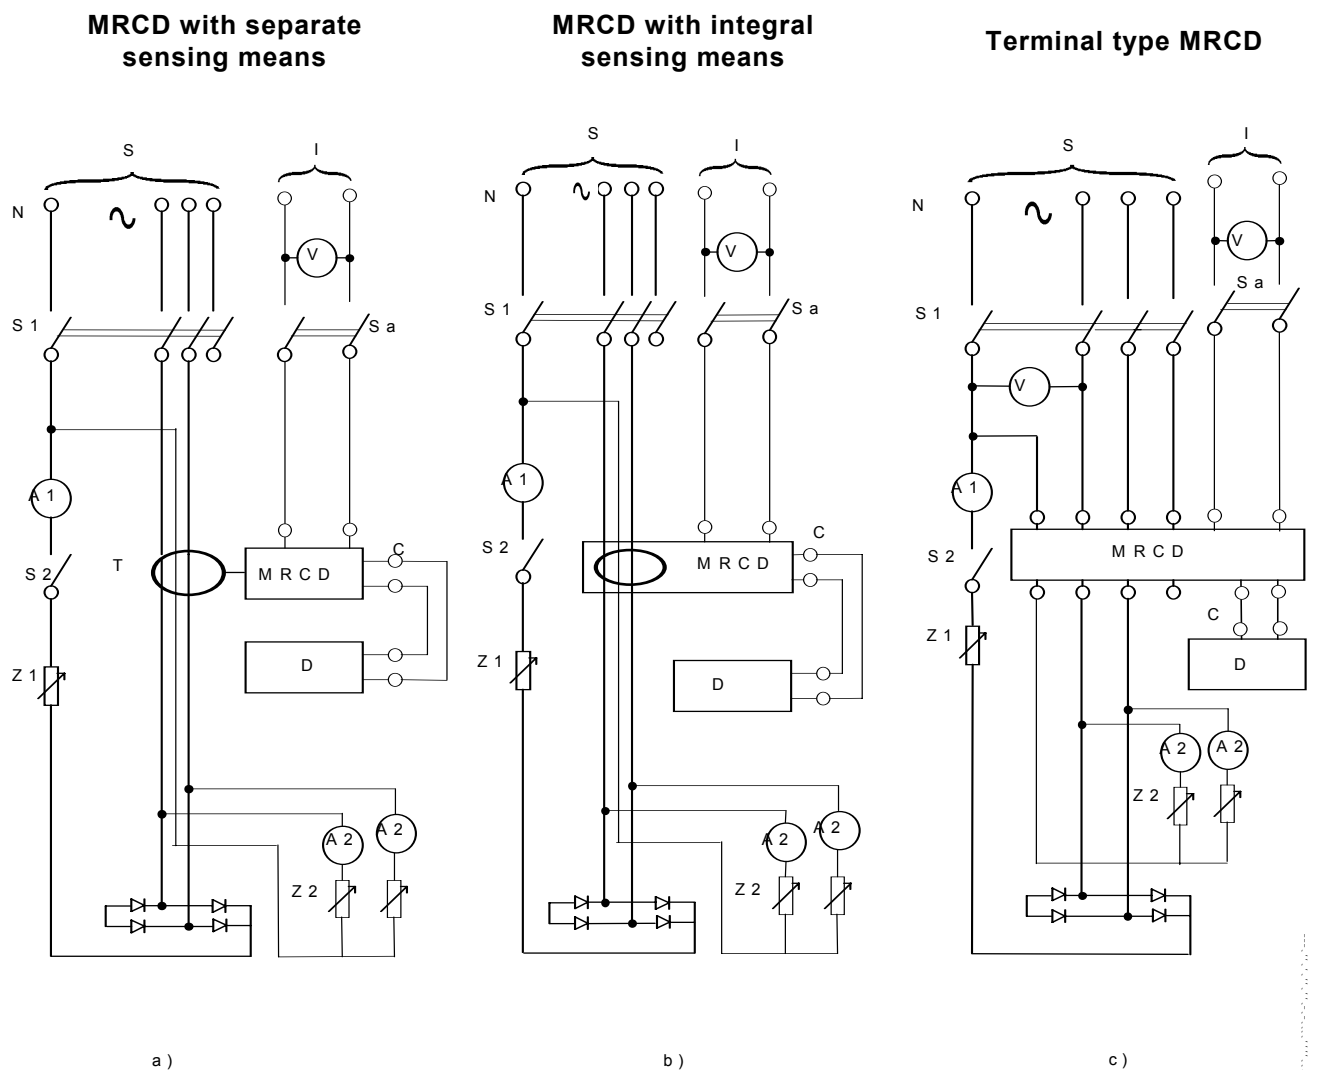 MRCD with separate
sensing means
MRCD with integral
sensing means
Terminal type MRCD
S
I
N
V
S 1
S a
A 1
S 2
T
M R C D
C
Z 1
D
A 2
A 2
Z 2
a )
S
I
N
V
S 1
S a
A 1
S 2
M R C D
C
Z 1
D
A 2
A 2
Z 2
b )
S
I
N
V
S a
S 1
V
A 1
M R C D
S 2
C
Z 1
D
A 2
A 2
Z 2
c )